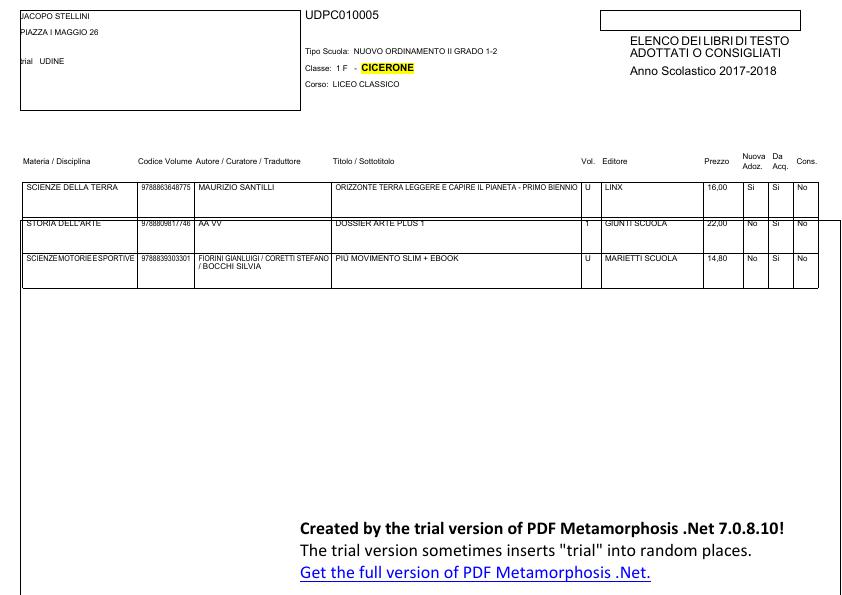 JACOPO STELLINI
PIAZZA I MAGGIO 26
trial UDINE
UDPC010005
Tipo Scuola: NUOVO ORDINAMENTO II GRADO 1-2
Classe: 1 F - CICERONE
Corso: LICEO CLASSICO
ELENCO DEI LIBRI DI TESTO
ADOTTATI O CONSIGLIATI
Anno Scolastico 2017-2018
Materia / Disciplina Codice Volume Autore / Curatore / Traduttore Titolo / Sottotitolo Vol. Editore Prezzo Nuova Adoz. Da Acq. Cons.
SCIENZE DELLA TERRA 9788863648775 MAURIZIO SANTILLI ORIZZONTE TERRA LEGGERE E CAPIRE IL PIANETA - PRIMO BIENNIO U LINX 16,00 Si Si No
STORIA DELL'ARTE 9788809817746 AA VV DOSSIER ARTE PLUS 1 1 GIUNTI SCUOLA 22,00 No Si No
SCIENZE MOTORIE E SPORTIVE 9788839303301 FIORINI GIANLUIGI / CORETTI STEFANO PIÙ MOVIMENTO SLIM + EBOOK U MARIETTI SCUOLA 14,80 No Si No
/ BOCCHI SILVIA
Created by the trial version of PDF Metamorphosis .Net 7.0.8.10!
The trial version sometimes inserts "trial" into random places.
Get the full version of PDF Metamorphosis .Net.